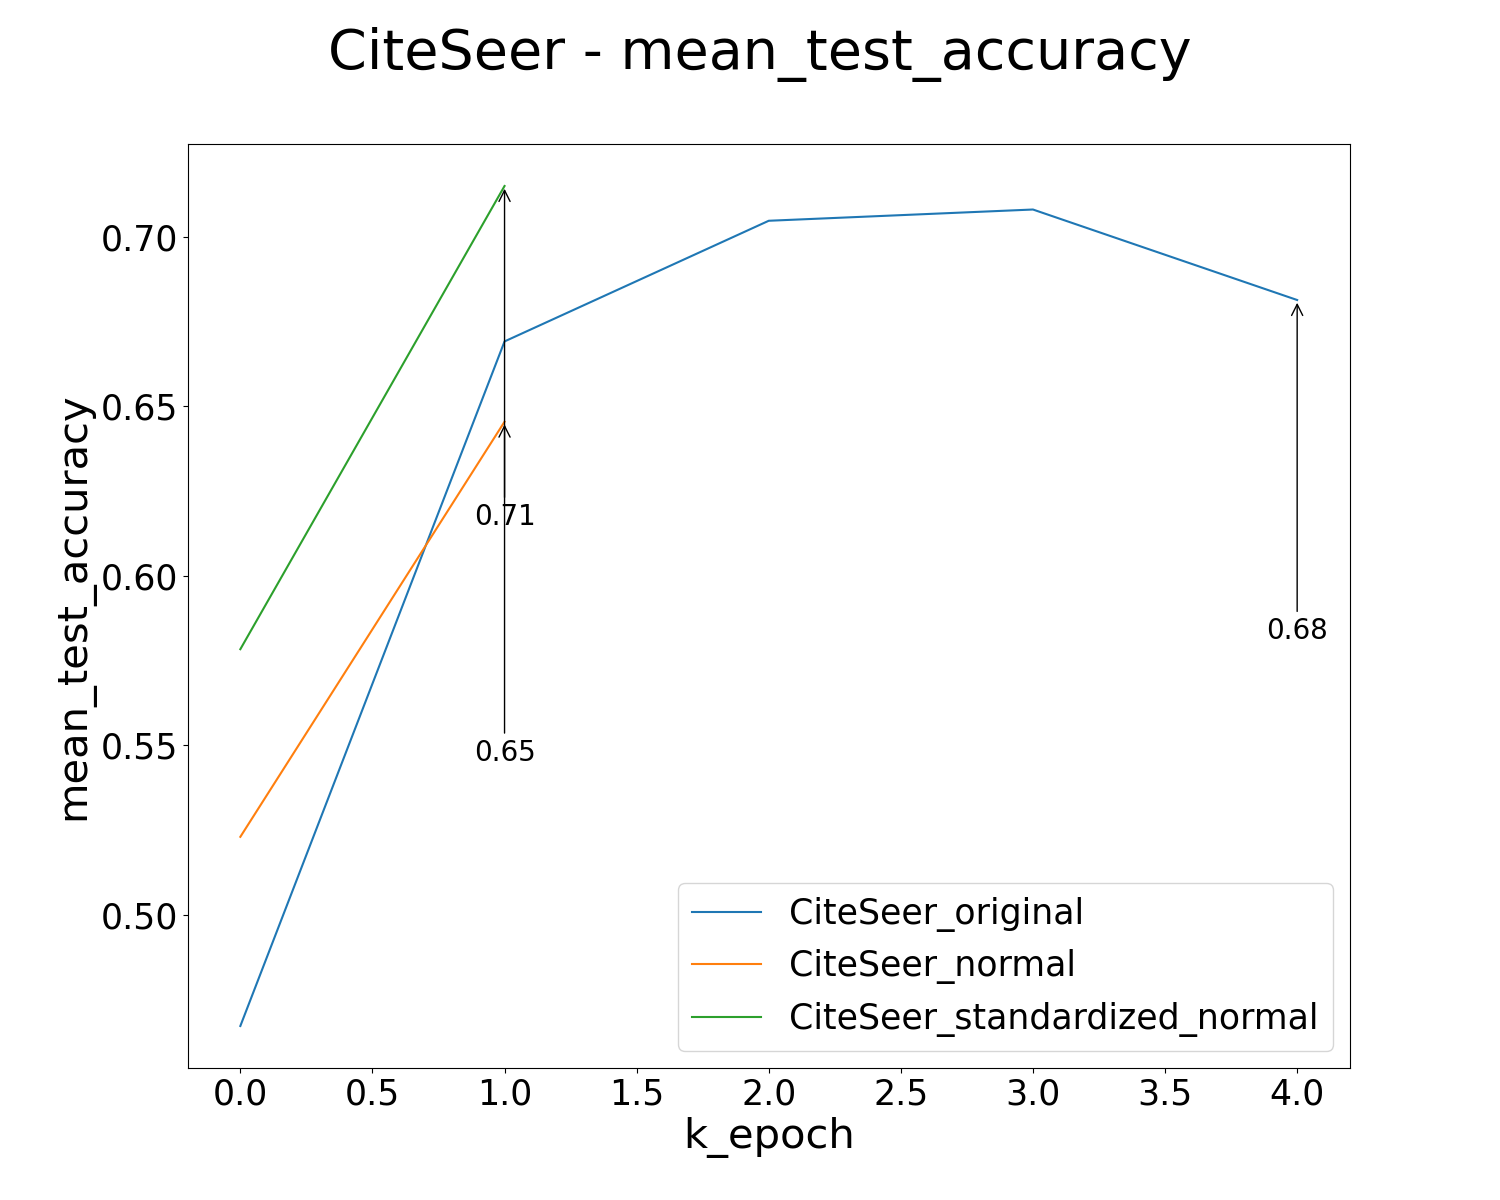 CiteSeer - mean_test_accuracy
mean_test_accuracy
0.70
0.65
0.60
0.55
0.50
0.71
0.65
0.68
CiteSeer_original
CiteSeer_normal
CiteSeer_standardized_normal
0.0 0.5 1.0 1.5 2.0 2.5 3.0 3.5 4.0
k_epoch